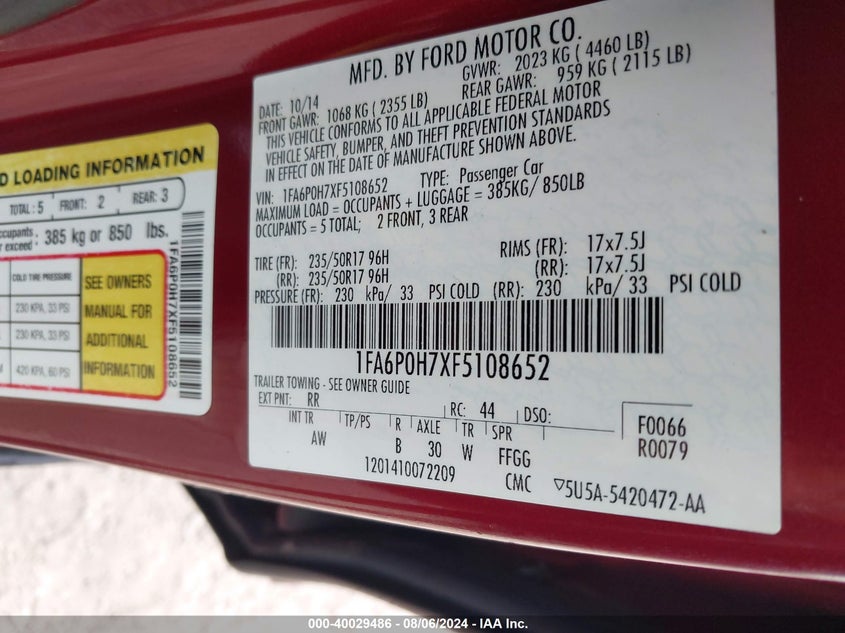 D LOADING INFORMATION
TOTAL: 5 FRONT: 2 REAR: 3
385 kg or 850 lbs.
exceed:
COLD TIRE PRESSURE
230 KPA, 33 PSI
230 KPA, 33 PSI
420 KPA, 60 PSI
SEE OWNERS
MANUAL FOR
ADDITIONAL
INFORMATION
1FA6P0H7XF5108652
MFD. BY FORD MOTOR CO.
DATE: 10/14 GVWR: 2023 KG ( 4460 LB)
FRONT GAWR: 1068 KG ( 2355 LB) REAR GAWR: 959 KG ( 2115 LB)
THIS VEHICLE CONFORMS TO ALL APPLICABLE FEDERAL MOTOR
VEHICLE SAFETY, BUMPER, AND THEFT PREVENTION STANDARDS
IN EFFECT ON THE DATE OF MANUFACTURE SHOWN ABOVE.
VIN: 1FA6P0H7XF5108652 TYPE: Passenger Car
MAXIMUM LOAD = OCCUPANTS + LUGGAGE = 385KG/ 850LB
OCCUPANTS = 5 TOTAL; 2 FRONT, 3 REAR
TIRE (FR): 235/50R17 96H RIMS (FR): 17x7.5J
(RR): 235/50R17 96H (RR): 17x7.5J
PRESSURE (FR): 230 kPa/ 33 PSI COLD (RR): 230 kPa/ 33 PSI COLD
1FA6P0H7XF5108652
TRAILER TOWING - SEE OWNER GUIDE
EXT PNT: RR RC: 44 DSO: F0066
INT TR TP/PS R AXLE TR SPR R0079
AW B 30 W FFGG
1201410072209 CMC ▽5U5A-5420472-AA
000-40029486 - 08/06/2024 - IAA Inc.